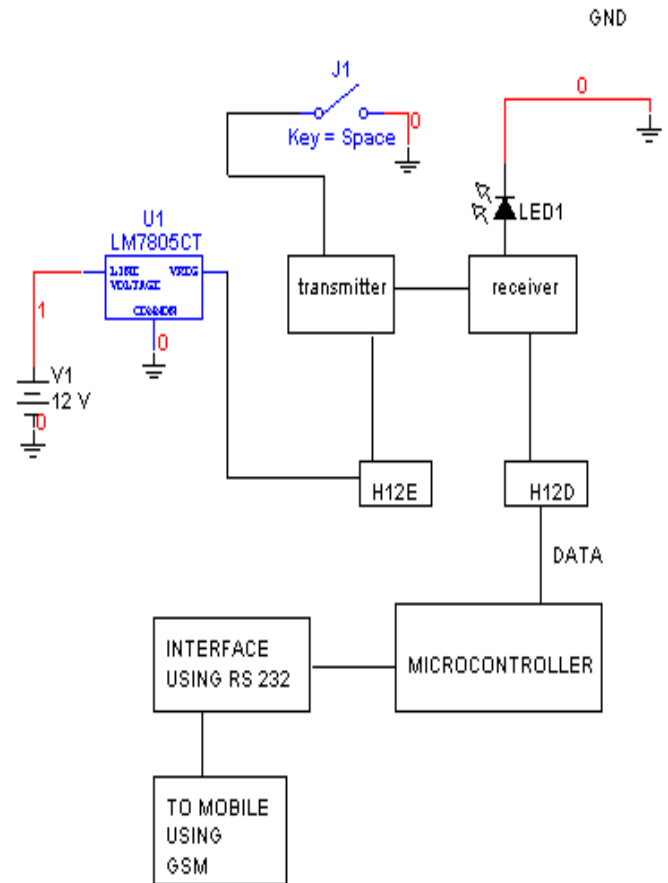 GND
J1
0
0
Key = Space
LED1
U1
LM7805CT
LINE VREG
VOLTAGE
COMMON
transmitter
receiver
1
0
V1
12 V
0
H12E
H12D
DATA
INTERFACE
USING RS 232
MICROCONTROLLER
TO MOBILE
USING
GSM